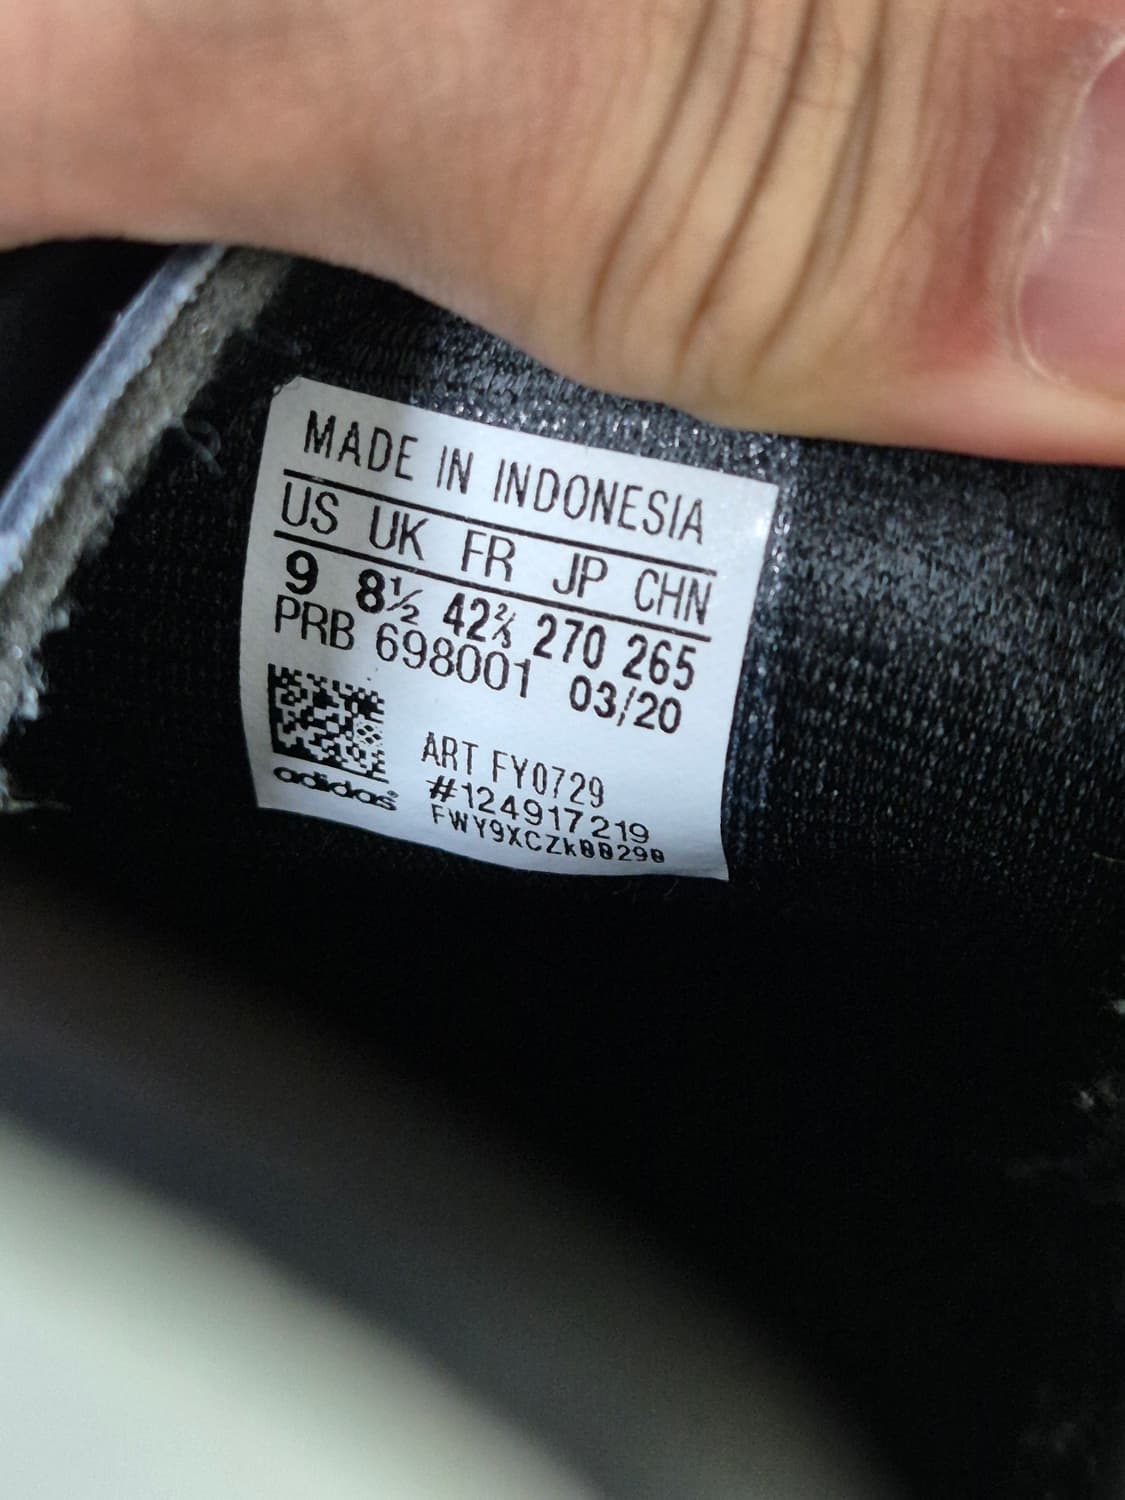 MADE IN INDONESIA
US UK FR JP CHN
9 8½ 42⅔ 270 265
PRB 698001 03/20
ART FY0729
#124917219
FWY9XCZk00290
adidas